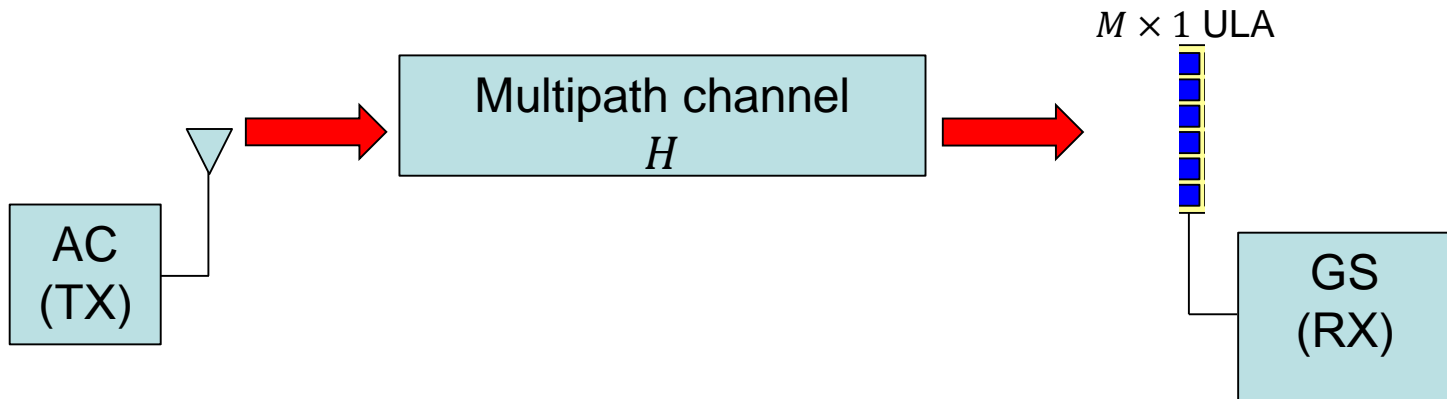 M × 1 ULA
Multipath channel
H
AC
(TX)
GS
(RX)